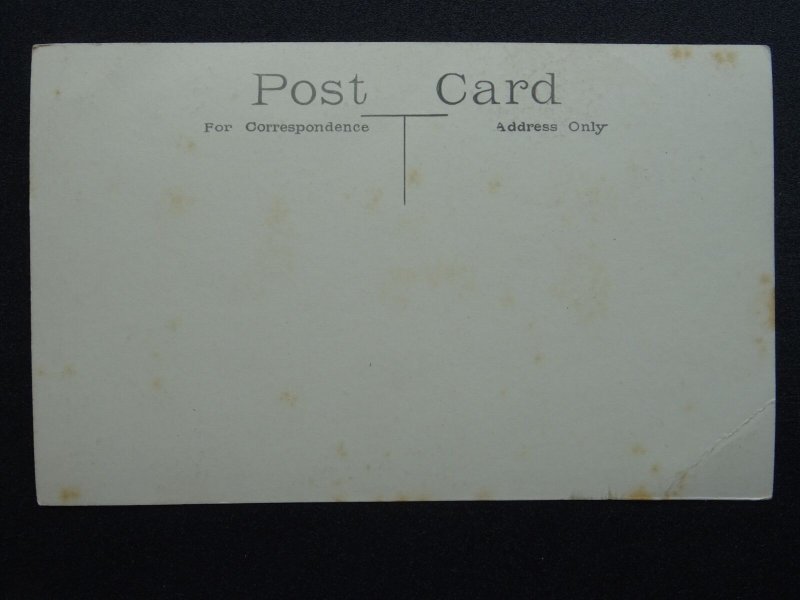 Post Card
For Correspondence Address Only